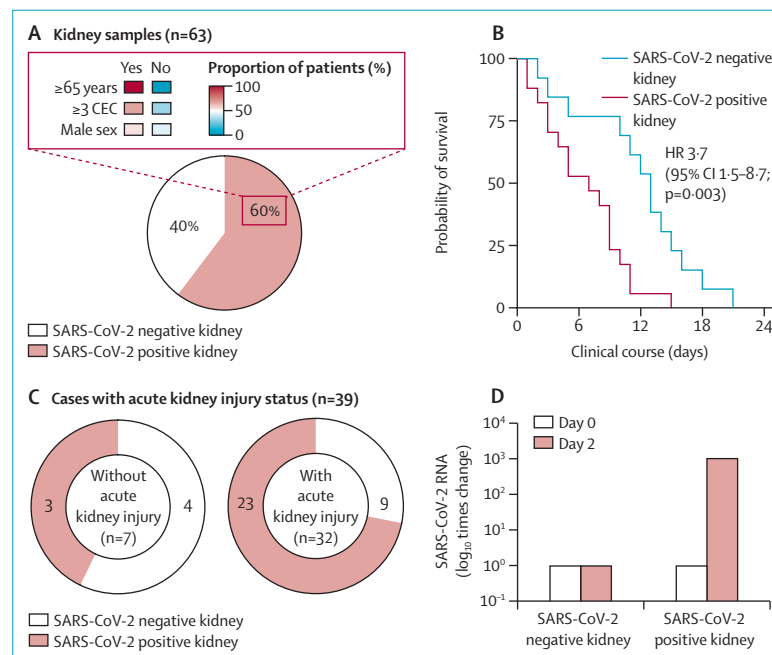 A Kidney samples (n=63)
Yes No
≥65 years
≥3 CEC
Male sex
Proportion of patients (%)
100
50
0
60%
40%
SARS-CoV-2 negative kidney
SARS-CoV-2 positive kidney
B
SARS-CoV-2 negative
kidney
SARS-CoV-2 positive
kidney
HR 3·7
(95% CI 1·5–8·7;
p=0·003)
Probability of survival
100
75
50
25
0
0 6 12 18 24
Clinical course (days)
C Cases with acute kidney injury status (n=39)
3
Without
acute
kidney injury
(n=7)
4
23
With
acute
kidney injury
(n=32)
9
SARS-CoV-2 negative kidney
SARS-CoV-2 positive kidney
D
Day 0
Day 2
SARS-CoV-2 RNA
(log10 times change)
10⁴
10³
10²
10¹
10⁰
10-¹
SARS-CoV-2
negative kidney
SARS-CoV-2
positive kidney